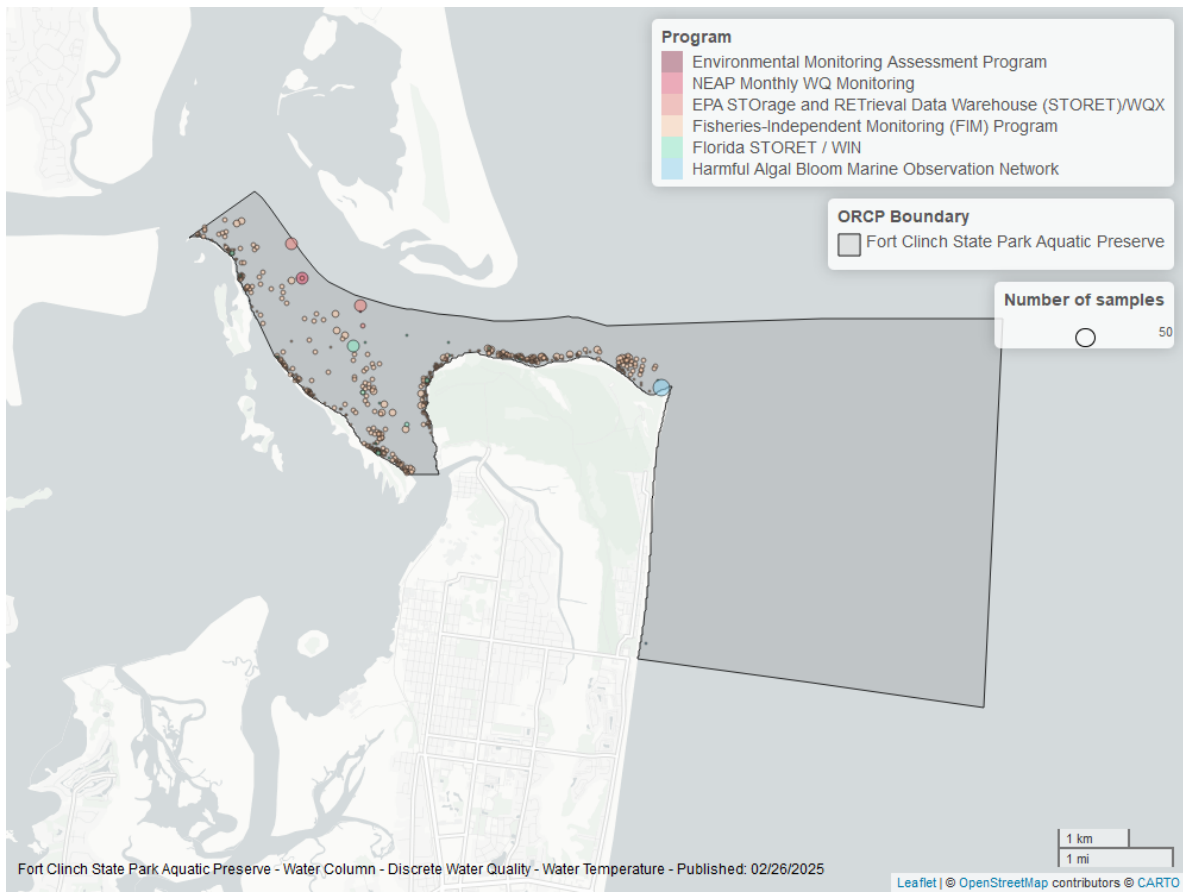 Program
Environmental Monitoring Assessment Program
NEAP Monthly WQ Monitoring
EPA STOrage and RETrieval Data Warehouse (STORET)/WQX
Fisheries-Independent Monitoring (FIM) Program
Florida STORET / WIN
Harmful Algal Bloom Marine Observation Network
ORCP Boundary
Fort Clinch State Park Aquatic Preserve
Number of samples
50
1 km
1 mi
Fort Clinch State Park Aquatic Preserve - Water Column - Discrete Water Quality - Water Temperature - Published: 02/26/2025
Leaflet | © OpenStreetMap contributors © CARTO